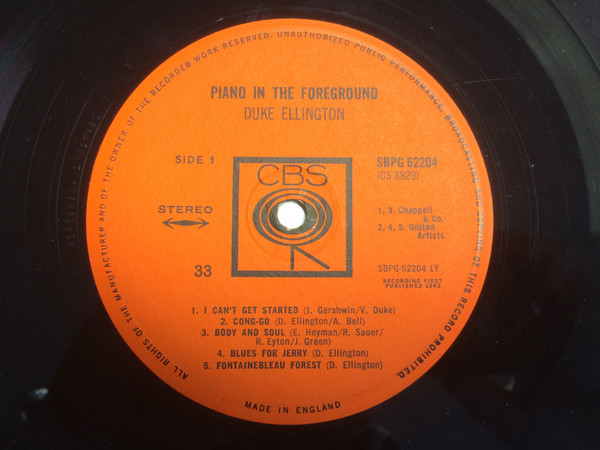 ALL RIGHTS OF THE MANUFACTURER AND OF THE OWNER OF THE RECORDED WORK RESERVED. UNAUTHORIZED PUBLIC PERFORMANCE, BROADCASTING AND COPYING OF THIS RECORD PROHIBITED.
PIANO IN THE FOREGROUND
DUKE ELLINGTON
SIDE 1
SBPG 62204
(CS 8829)
CBS
STEREO
1, 3. Chappell
& Co.
2, 4, 5. United
Artists
33
SBPG-62204 1Y
RECORDING FIRST
PUBLISHED 1963
1. I CAN'T GET STARTED (I. Gershwin/V. Duke)
2. CONG-GO (D. Ellington/A. Bell)
3. BODY AND SOUL (E. Heyman/R. Sauer/
R. Eyton/J. Green)
4. BLUES FOR JERRY (D. Ellington)
5. FONTAINEBLEAU FOREST (D. Ellington)
MADE IN ENGLAND